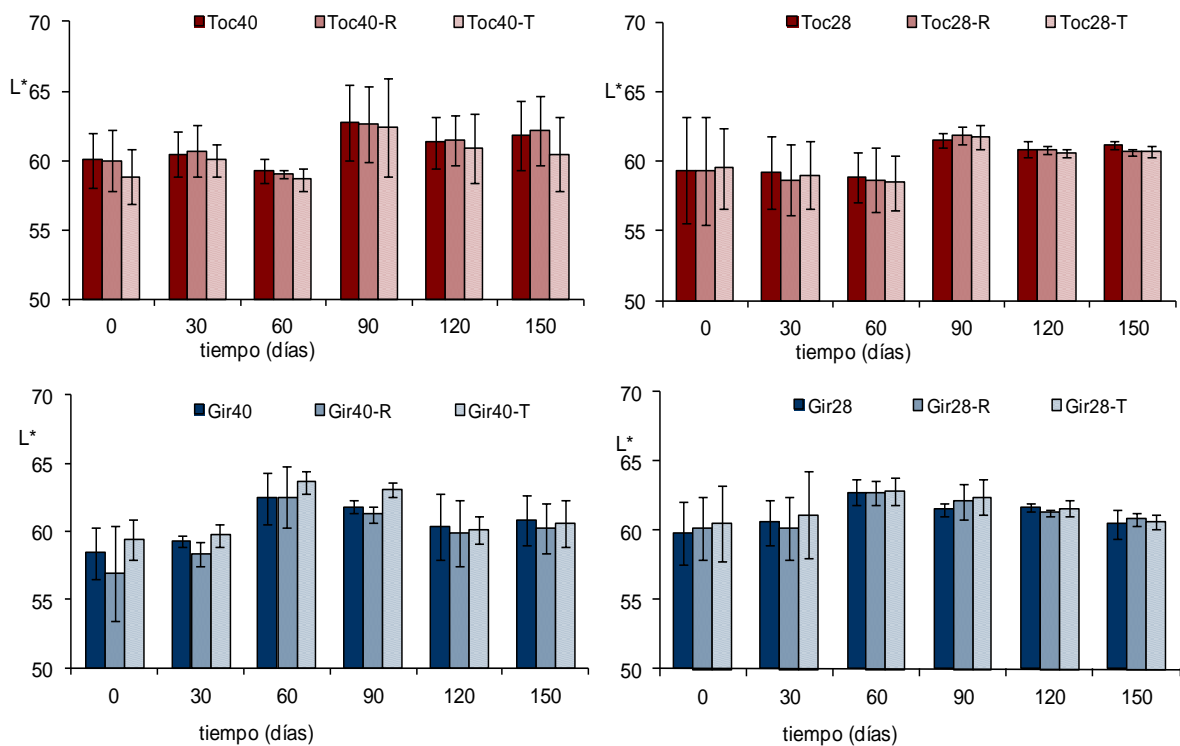 70
Toc40 Toc40-R Toc40-T
65
L*
60
55
50
0 30 60 90 120 150
tiempo (días)
70
Toc28 Toc28-R Toc28-T
65
L*
60
55
50
0 30 60 90 120 150
tiempo (días)
70
Gir40 Gir40-R Gir40-T
L*
65
60
55
50
0 30 60 90 120 150
tiempo (días)
70
Gir28 Gir28-R Gir28-T
L*
65
60
55
50
0 30 60 90 120 150
tiempo (días)